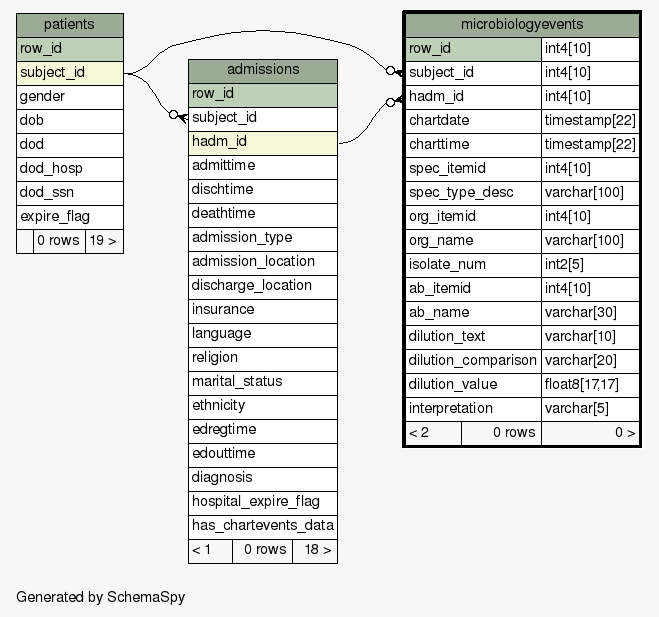 patients
row_id
subject_id
gender
dob
dod
dod_hosp
dod_ssn
expire_flag
0 rows 19 >
admissions
row_id
subject_id
hadm_id
admittime
dischtime
deathtime
admission_type
admission_location
discharge_location
insurance
language
religion
marital_status
ethnicity
edregtime
edouttime
diagnosis
hospital_expire_flag
has_chartevents_data
< 1 0 rows 18 >
microbiologyevents
row_id int4[10]
subject_id int4[10]
hadm_id int4[10]
chartdate timestamp[22]
charttime timestamp[22]
spec_itemid int4[10]
spec_type_desc varchar[100]
org_itemid int4[10]
org_name varchar[100]
isolate_num int2[5]
ab_itemid int4[10]
ab_name varchar[30]
dilution_text varchar[10]
dilution_comparison varchar[20]
dilution_value float8[17,17]
interpretation varchar[5]
< 2 0 rows 0 >
Generated by SchemaSpy